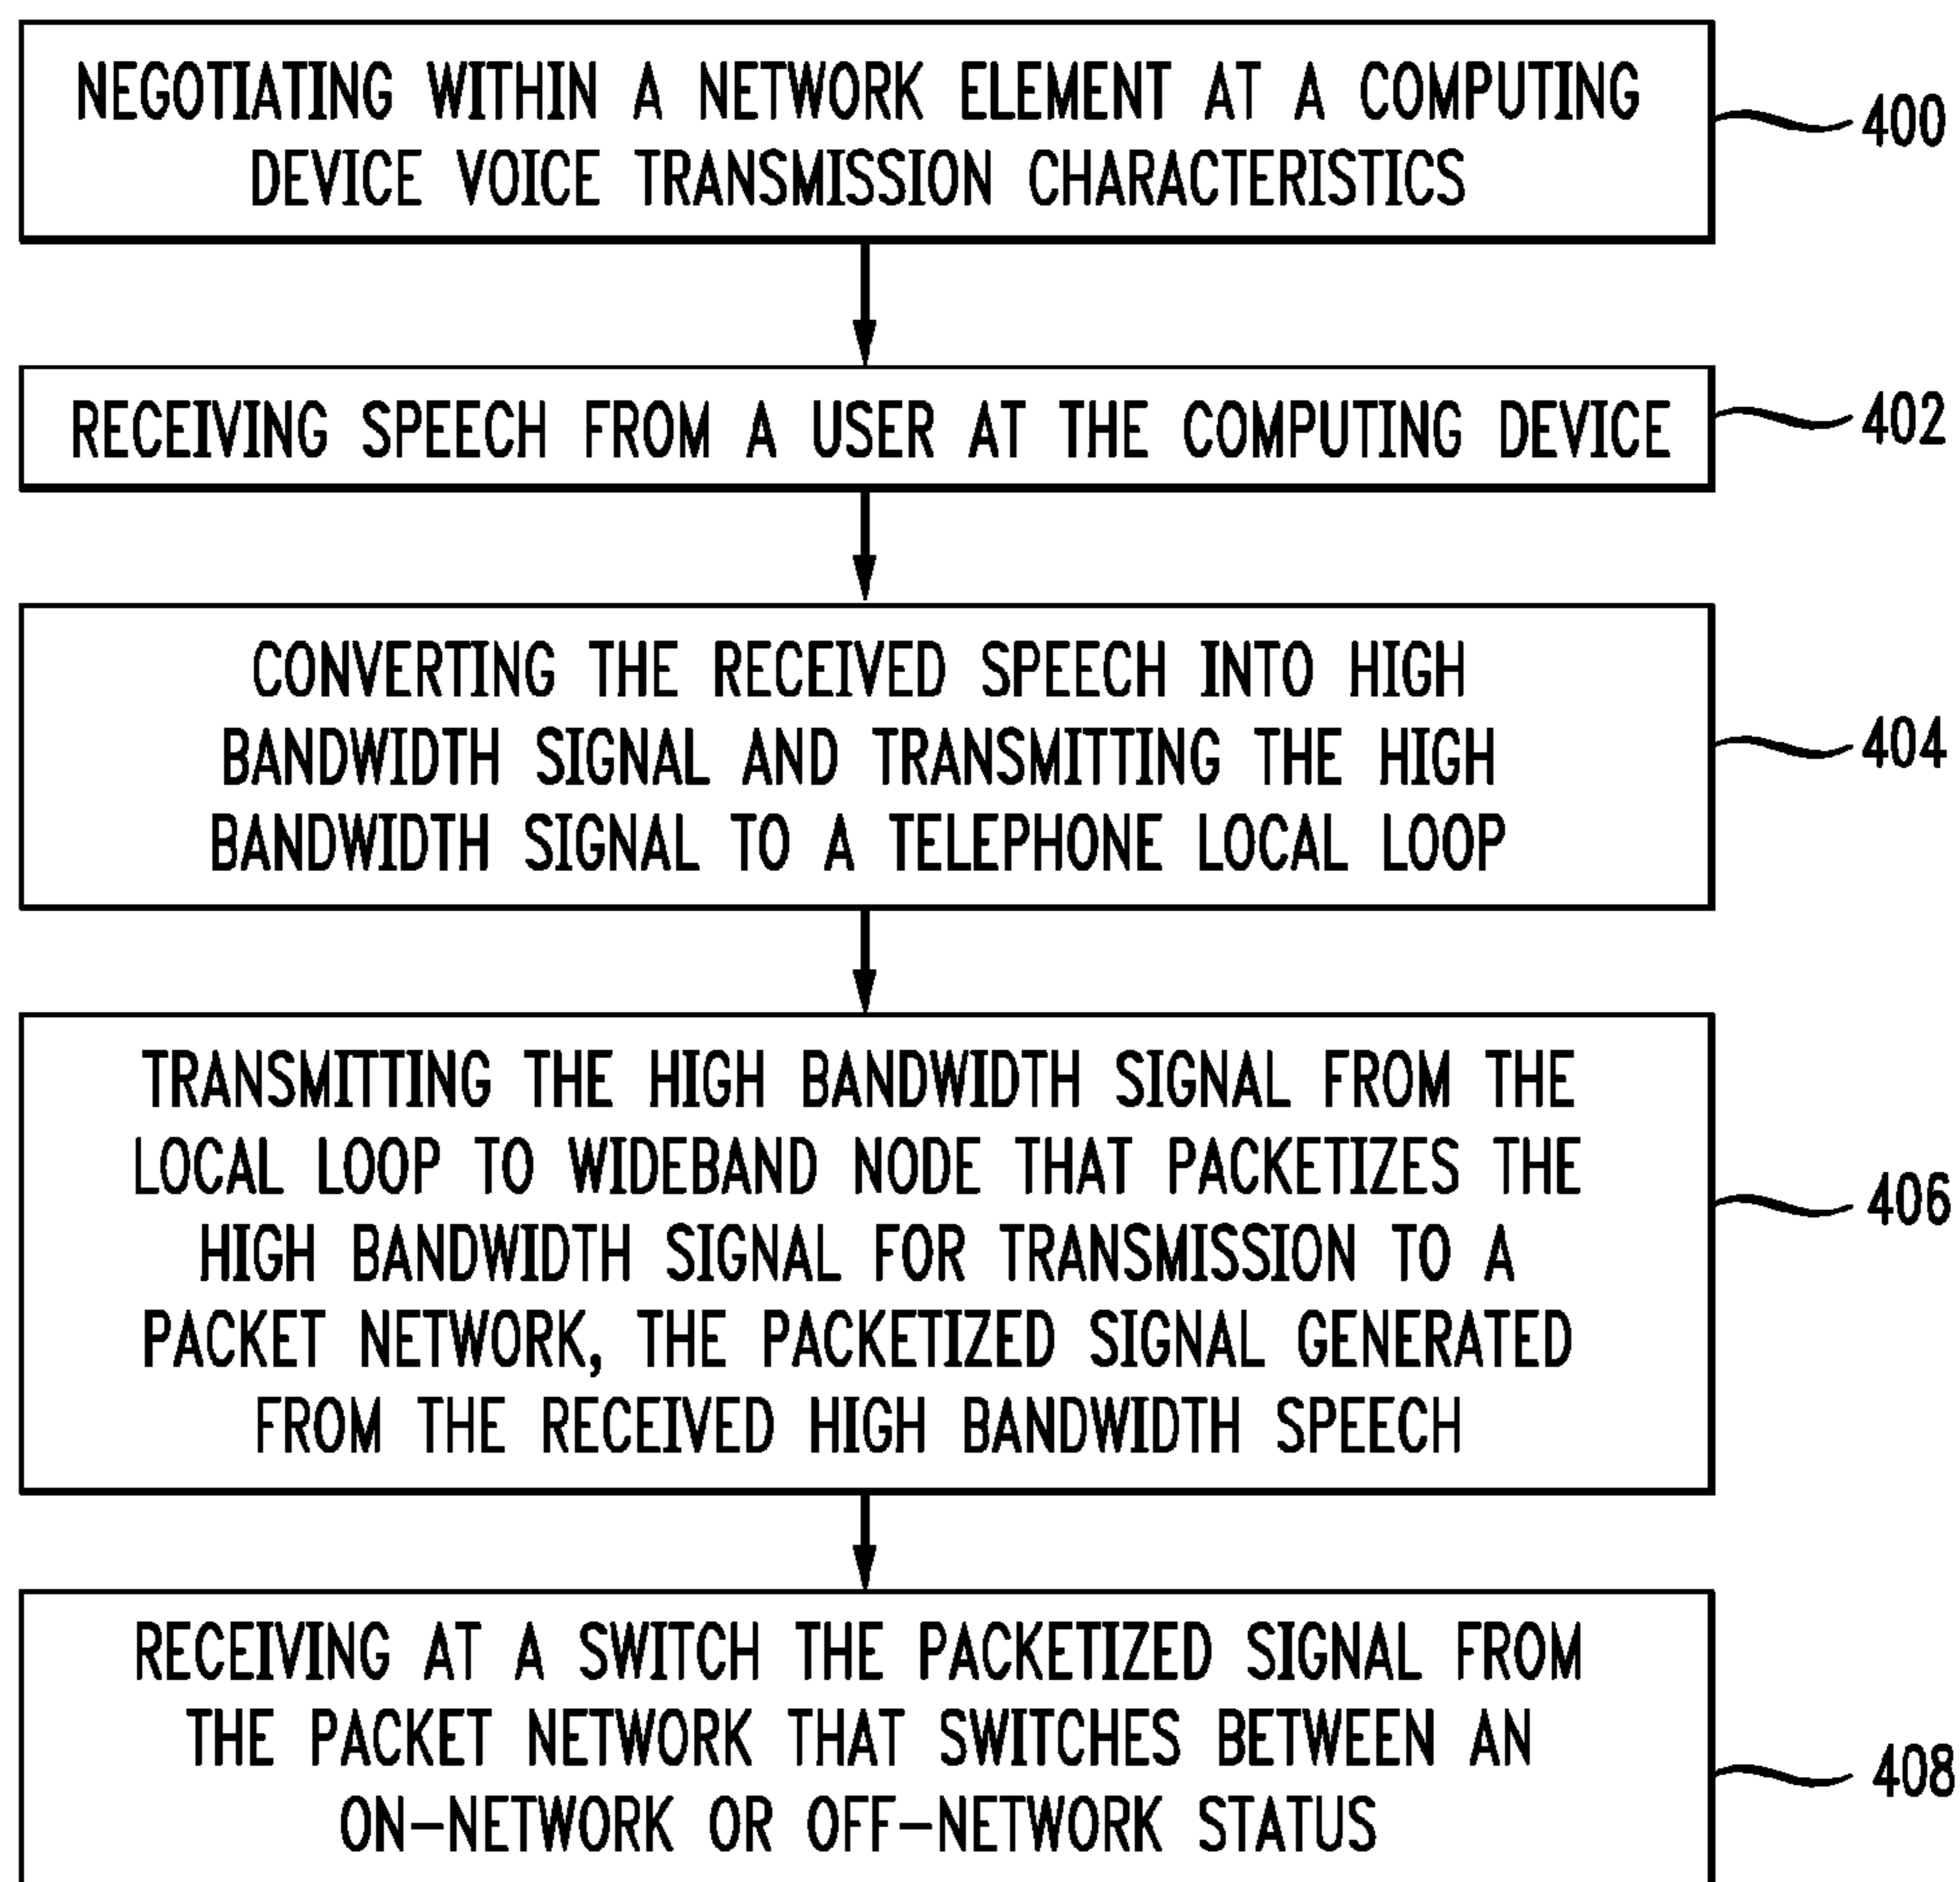 NEGOTIATING WITHIN A NETWORK ELEMENT AT A COMPUTING
DEVICE VOICE TRANSMISSION CHARACTERISTICS
400
RECEIVING SPEECH FROM A USER AT THE COMPUTING DEVICE
402
CONVERTING THE RECEIVED SPEECH INTO HIGH
BANDWIDTH SIGNAL AND TRANSMITTING THE HIGH
BANDWIDTH SIGNAL TO A TELEPHONE LOCAL LOOP
404
TRANSMITTING THE HIGH BANDWIDTH SIGNAL FROM THE
LOCAL LOOP TO WIDEBAND NODE THAT PACKETIZES THE
HIGH BANDWIDTH SIGNAL FOR TRANSMISSION TO A
PACKET NETWORK, THE PACKETIZED SIGNAL GENERATED
FROM THE RECEIVED HIGH BANDWIDTH SPEECH
406
RECEIVING AT A SWITCH THE PACKETIZED SIGNAL FROM
THE PACKET NETWORK THAT SWITCHES BETWEEN AN
ON-NETWORK OR OFF-NETWORK STATUS
408